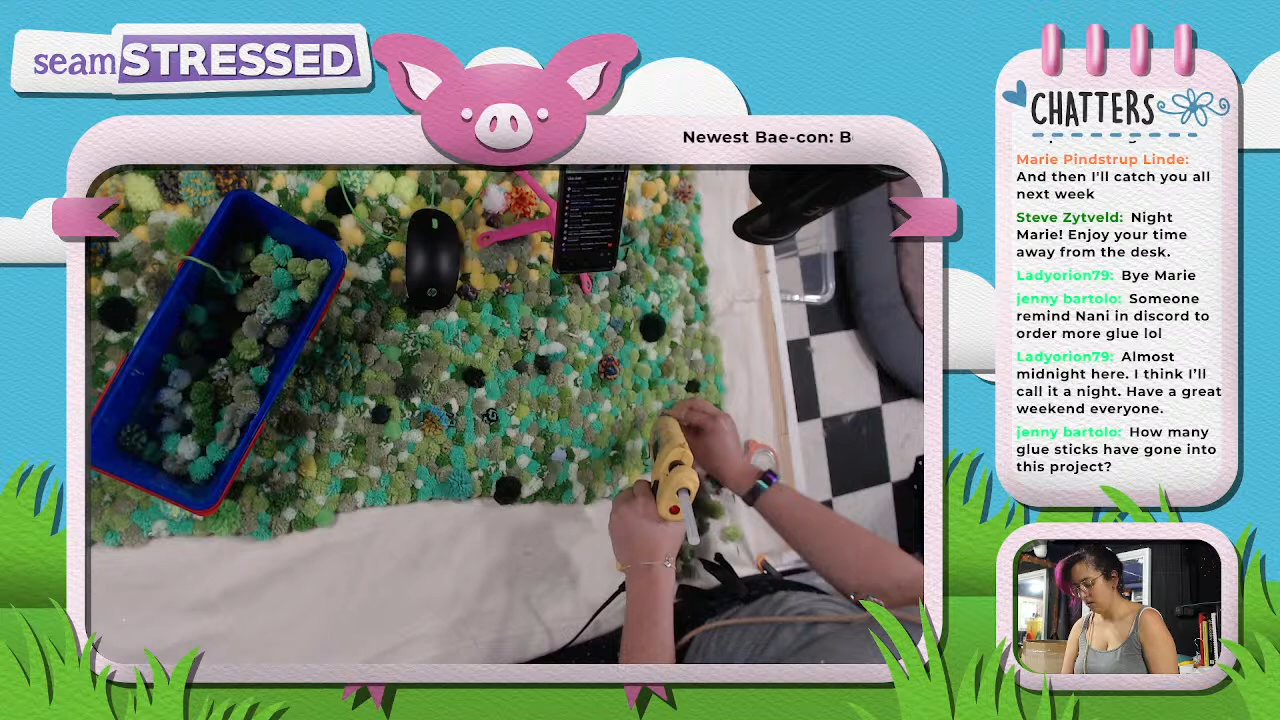 seamSTRESSED
Newest Bae-con: B
CHATTERS
Marie Pindstrup Linde:
And then I'll catch you all
next week
Steve Zytveld: Night
Marie! Enjoy your time
away from the desk.
Ladyorion79: Bye Marie
jenny bartolo: Someone
remind Nani in discord to
order more glue lol
Ladyorion79: Almost
midnight here. I think I'll
call it a night. Have a great
weekend everyone.
jenny bartolo: How many
glue sticks have gone into
this project?